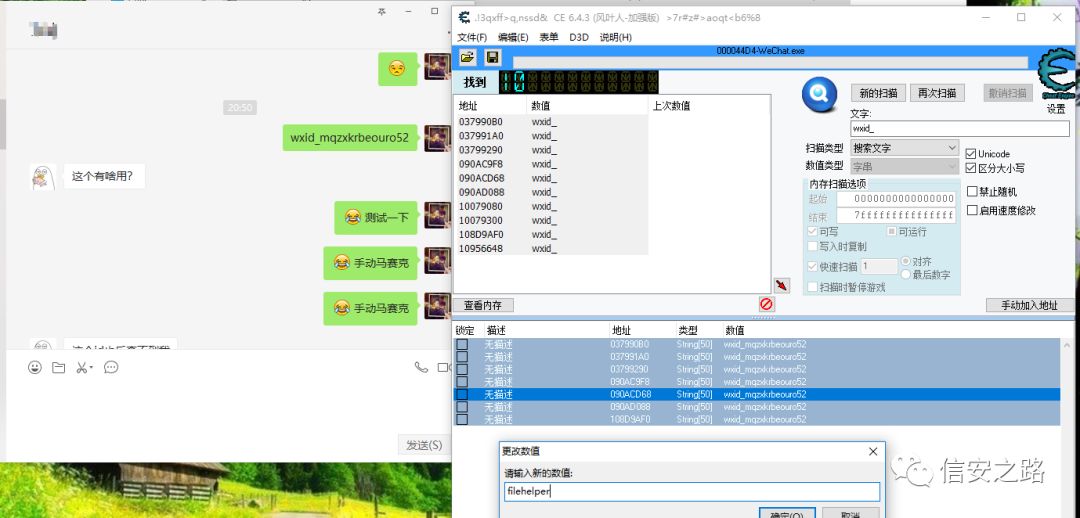 20:50
wxid_mqzxkrbeouro52
这个有啥用?
测试一下
手动马赛克
手动马赛克
发送(S)
.!3qxff>q,nssd& CE 6.4.3 (风叶人-加强版) >7r#z#>aoqt<b6%8
文件(F) 编辑(E) 表单 D3D 说明(H)
000044D4-WeChat.exe
找到 10
地址 数值 上次数值
037990B0 wxid_
037991A0 wxid_
03799290 wxid_
090AC9F8 wxid_
090ACD68 wxid_
090AD088 wxid_
10079080 wxid_
10079300 wxid_
108D9AF0 wxid_
10956648 wxid_
新的扫描 再次扫描 撤消扫描
Cheat Engine
设置
文字:
wxid_
扫描类型 搜索文字
数值类型 字串
Unicode
区分大小写
内存扫描选项
起始 0000000000000000
结束 7fffffffffffffff
可写 可运行
写入时复制
快速扫描 1 对齐
最后数字
扫描时暂停游戏
禁止随机
启用速度修改
查看内存 手动加入地址
锁定 描述 地址 类型 数值
无描述 037990B0 String[50] wxid_mqzxkrbeouro52
无描述 037991A0 String[50] wxid_mqzxkrbeouro52
无描述 03799290 String[50] wxid_mqzxkrbeouro52
无描述 090AC9F8 String[50] wxid_mqzxkrbeouro52
无描述 090ACD68 String[50] wxid_mqzxkrbeouro52
无描述 090AD088 String[50] wxid_mqzxkrbeouro52
无描述 108D9AF0 String[50] wxid_mqzxkrbeouro52
更改数值
请输入新的数值:
filehelper
确定(O) 取消
信安之路